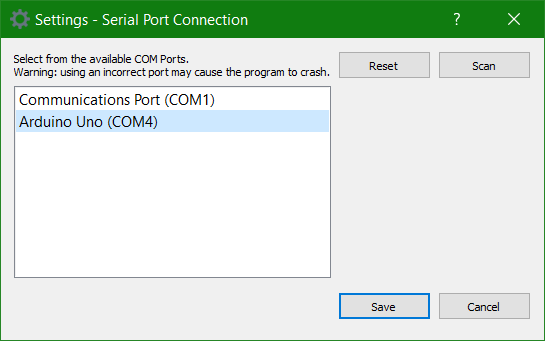 Settings - Serial Port Connection
?
Select from the available COM Ports.
Warning: using an incorrect port may cause the program to crash.
Reset
Scan
Communications Port (COM1)
Arduino Uno (COM4)
Save
Cancel